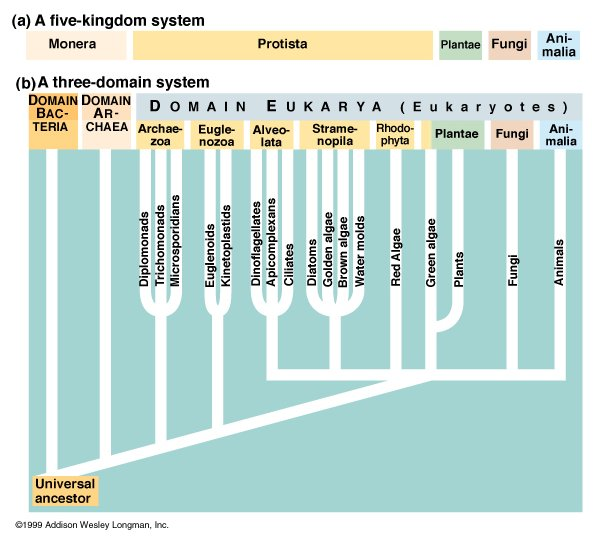 (a) A five-kingdom system
Monera
Protista
Plantae
Fungi
Ani-
malia
(b) A three-domain system
DOMAIN
BAC-
TERIA
DOMAIN
AR-
CHAEA
DOMAIN EUKARYA (Eukaryotes)
Archae-
zoa
Eugle-
nozoa
Alveo-
lata
Strame-
nopila
Rhodo-
phyta
Plantae
Fungi
Ani-
malia
Diplomonads
Trichomonads
Microsporidians
Euglenoids
Kinetoplastids
Dinoflagellates
Apicomplexans
Ciliates
Diatoms
Golden algae
Brown algae
Water molds
Red Algae
Green algae
Plants
Fungi
Animals
Universal
ancestor
©1999 Addison Wesley Longman, Inc.